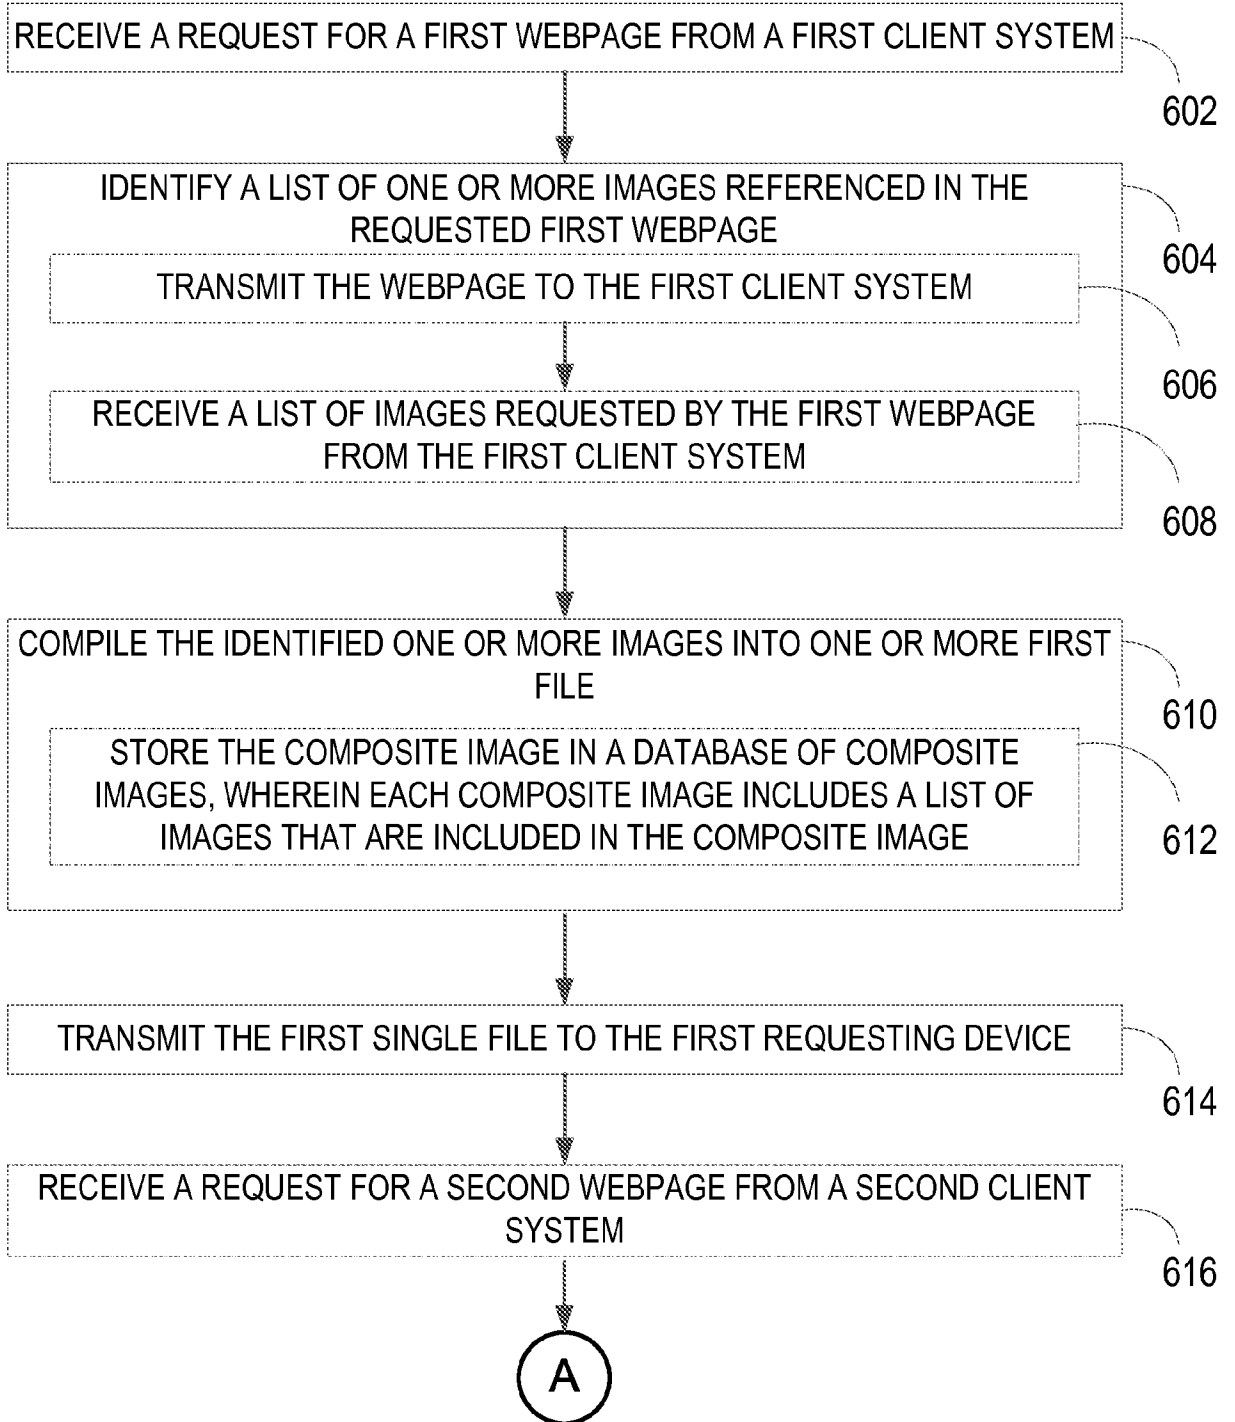 RECEIVE A REQUEST FOR A FIRST WEBPAGE FROM A FIRST CLIENT SYSTEM
602
IDENTIFY A LIST OF ONE OR MORE IMAGES REFERENCED IN THE
REQUESTED FIRST WEBPAGE
604
TRANSMIT THE WEBPAGE TO THE FIRST CLIENT SYSTEM
606
RECEIVE A LIST OF IMAGES REQUESTED BY THE FIRST WEBPAGE
FROM THE FIRST CLIENT SYSTEM
608
COMPILE THE IDENTIFIED ONE OR MORE IMAGES INTO ONE OR MORE FIRST
FILE
610
STORE THE COMPOSITE IMAGE IN A DATABASE OF COMPOSITE
IMAGES, WHEREIN EACH COMPOSITE IMAGE INCLUDES A LIST OF
IMAGES THAT ARE INCLUDED IN THE COMPOSITE IMAGE
612
TRANSMIT THE FIRST SINGLE FILE TO THE FIRST REQUESTING DEVICE
614
RECEIVE A REQUEST FOR A SECOND WEBPAGE FROM A SECOND CLIENT
SYSTEM
616
A